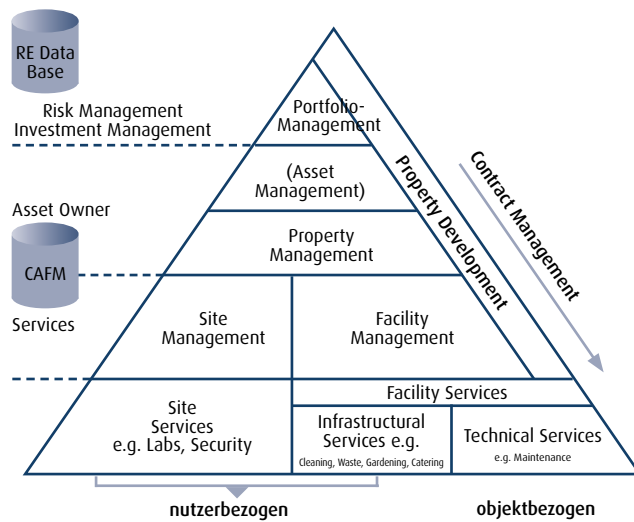 RE Data
Base
Risk Management
Investment Management
Portfolio-
Management
(Asset
Management)
Property Development
Contract Management
Asset Owner
Property
Management
CAFM
Services
Site
Management
Facility
Management
Facility Services
Site
Services
e.g. Labs, Security
Infrastructural
Services e.g.
Cleaning, Waste, Gardening, Catering
Technical Services
e.g. Maintenance
nutzerbezogen
objektbezogen